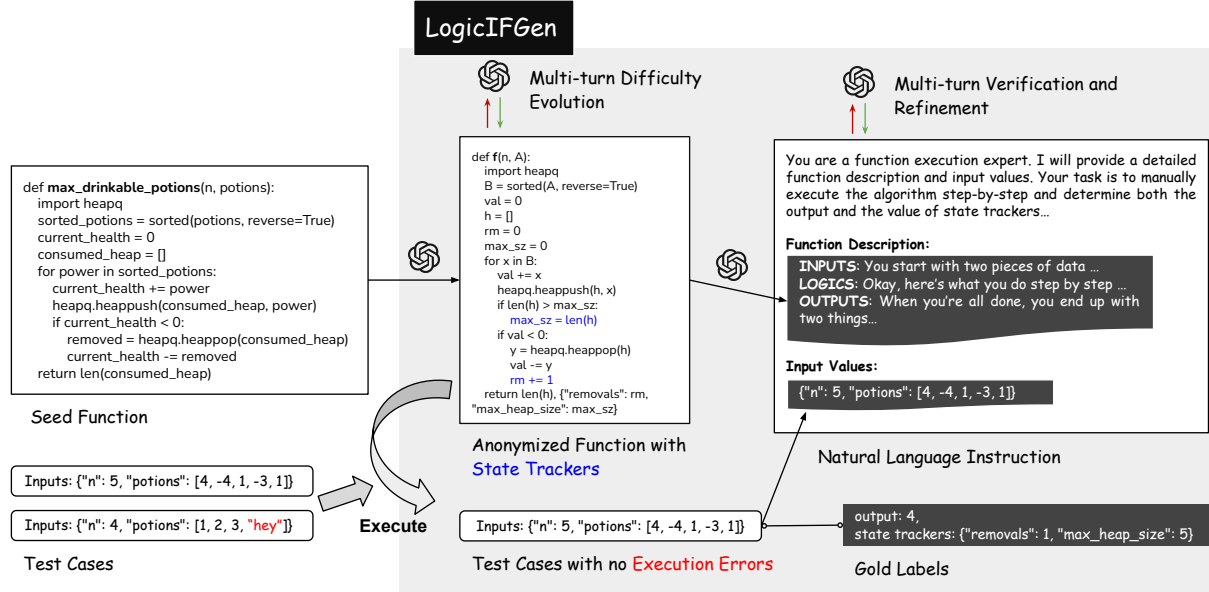 LogicIFGen
Multi-turn Difficulty
Evolution
Multi-turn Verification and
Refinement
def max_drinkable_potions(n, potions):
import heapq
sorted_potions = sorted(potions, reverse=True)
current_health = 0
consumed_heap = []
for power in sorted_potions:
current_health += power
heapq.heappush(consumed_heap, power)
if current_health < 0:
removed = heapq.heappop(consumed_heap)
current_health -= removed
return len(consumed_heap)
Seed Function
def f(n, A):
import heapq
B = sorted(A, reverse=True)
val = 0
h = []
rm = 0
max_sz = 0
for x in B:
val += x
heapq.heappush(h, x)
if len(h) > max_sz:
max_sz = len(h)
if val < 0:
y = heapq.heappop(h)
val -= y
rm += 1
return len(h), {"removals": rm,
"max_heap_size": max_sz}
Anonymized Function with
State Trackers
You are a function execution expert. I will provide a detailed
function description and input values. Your task is to manually
execute the algorithm step-by-step and determine both the
output and the value of state trackers…
Function Description:
INPUTS: You start with two pieces of data …
LOGICS: Okay, here's what you do step by step …
OUTPUTS: When you're all done, you end up with
two things…
Input Values:
{"n": 5, "potions": [4, -4, 1, -3, 1]}
Natural Language Instruction
Inputs: {"n": 5, "potions": [4, -4, 1, -3, 1]}
Inputs: {"n": 4, "potions": [1, 2, 3, “hey”]}
Test Cases
Execute
Inputs: {"n": 5, "potions": [4, -4, 1, -3, 1]}
Test Cases with no Execution Errors
output: 4,
state trackers: {"removals": 1, "max_heap_size": 5}
Gold Labels